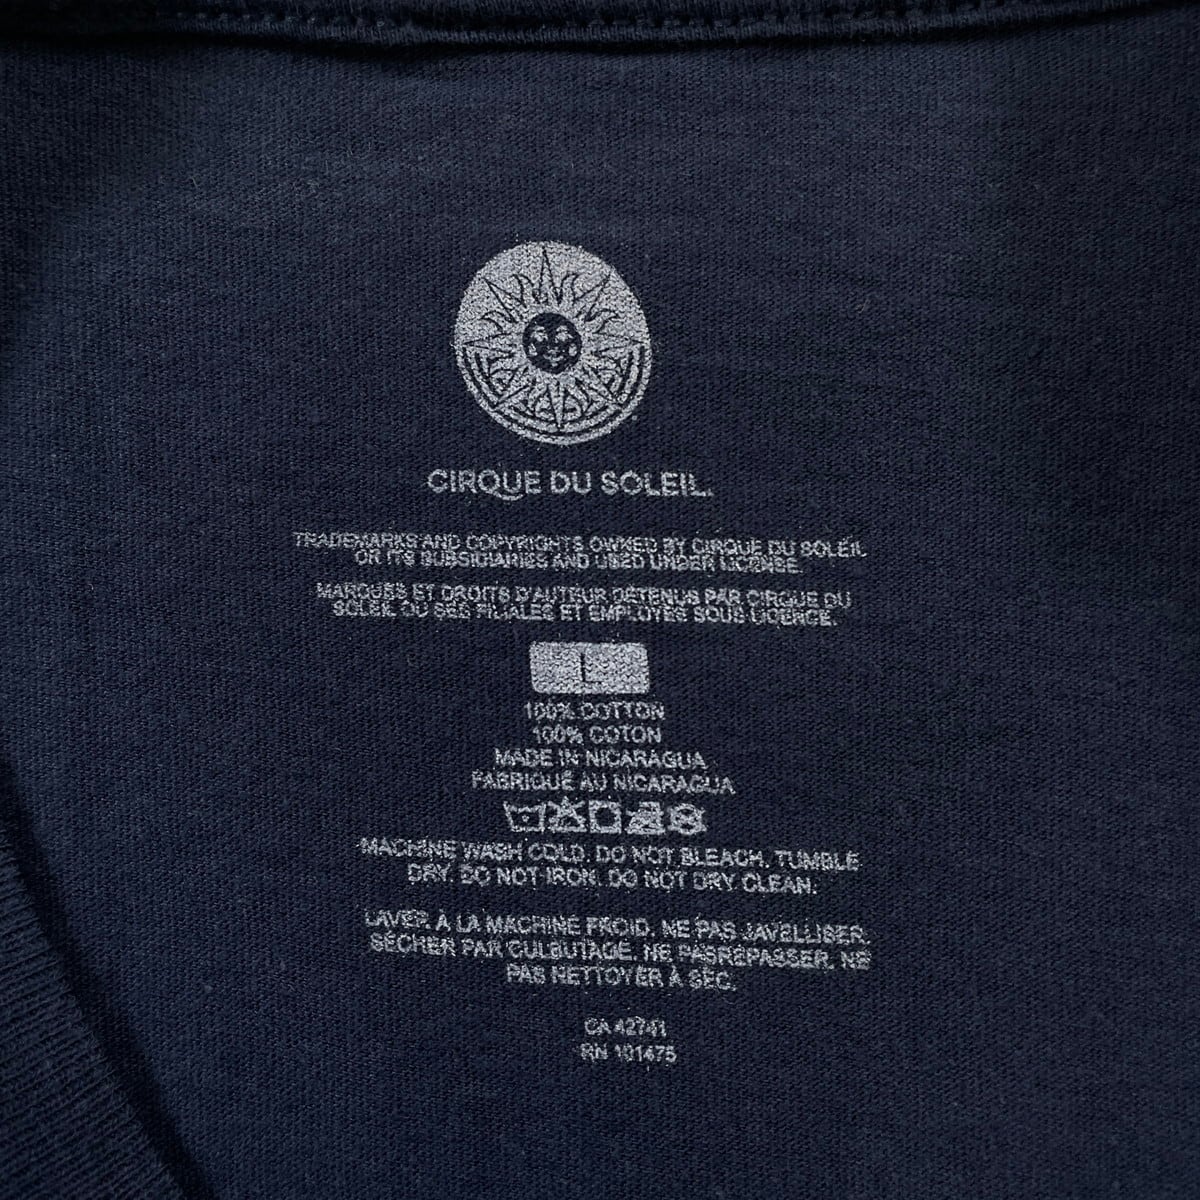 CIRQUE DU SOLEIL.
TRADEMARKS AND COPYRIGHTS OWNED BY CIRQUE DU SOLEIL
OR ITS SUBSIDIARIES AND USED UNDER LICENSE.
MARQUES ET DROITS D'AUTEUR DÉTENUS PAR CIRQUE DU
SOLEIL OU SES FILIALES ET EMPLOYÉS SOUS LICENCE.
L
100% COTTON
100% COTON
MADE IN NICARAGUA
FABRIQUÉ AU NICARAGUA
MACHINE WASH COLD. DO NOT BLEACH. TUMBLE
DRY. DO NOT IRON. DO NOT DRY CLEAN.
LAVER À LA MACHINE FROID. NE PAS JAVELLISER.
SÉCHER PAR CULBUTAGE. NE PASREPASSER. NE
PAS NETTOYER À SEC.
CA 42741
RN 101475